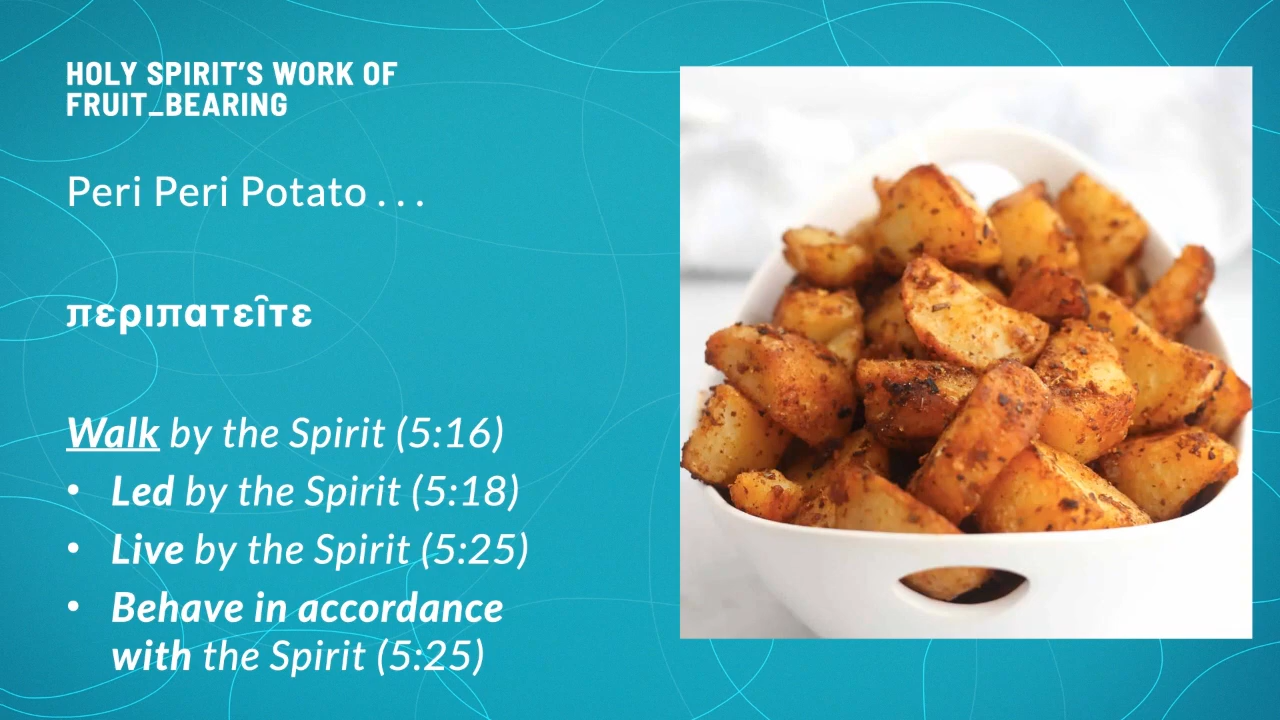 HOLY SPIRIT’S WORK OF
FRUIT_BEARING
Peri Peri Potato . . .
περιπατεῖτε
Walk by the Spirit (5:16)
• Led by the Spirit (5:18)
• Live by the Spirit (5:25)
• Behave in accordance
with the Spirit (5:25)